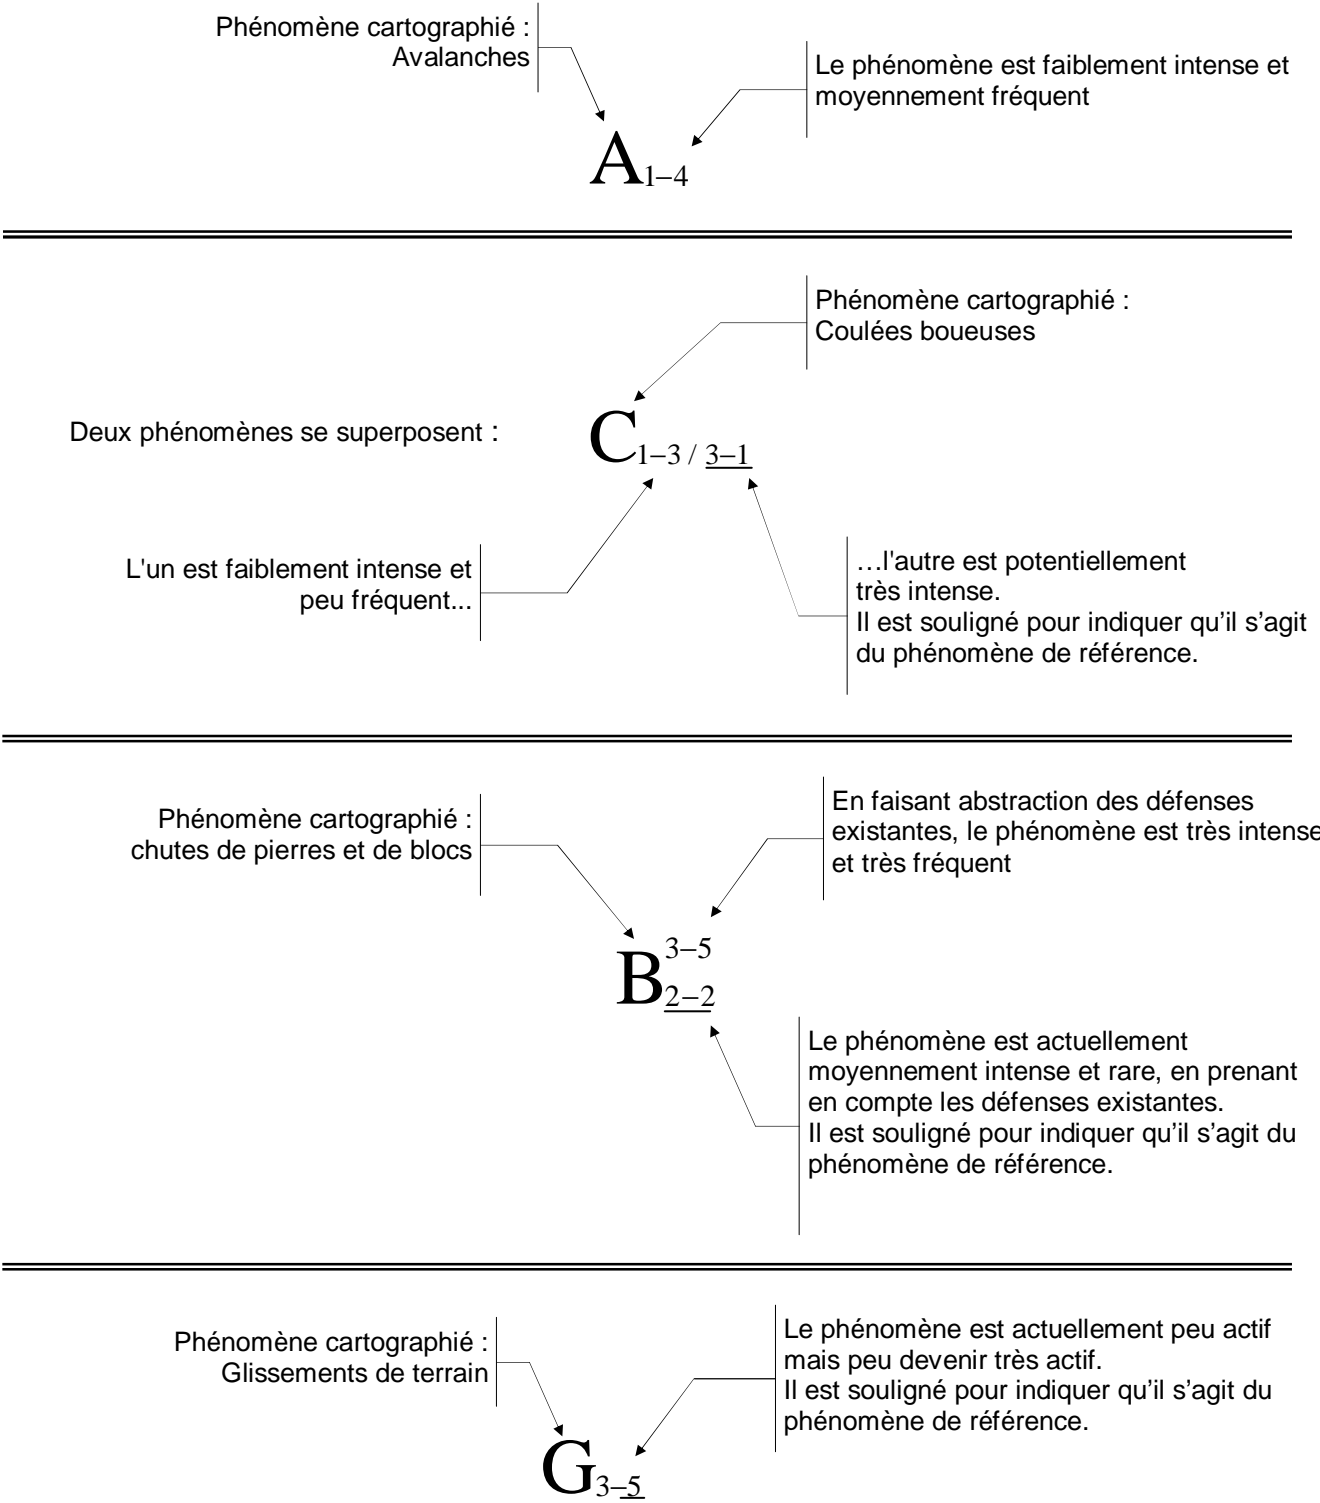 Phénomène cartographié :
Avalanches
Le phénomène est faiblement intense et
moyennement fréquent
A1–4
Phénomène cartographié :
Coulées boueuses
Deux phénomènes se superposent :
C1–3 / 3–1
L'un est faiblement intense et
peu fréquent...
…l'autre est potentiellement
très intense.
Il est souligné pour indiquer qu’il s’agit
du phénomène de référence.
Phénomène cartographié :
chutes de pierres et de blocs
En faisant abstraction des défenses
existantes, le phénomène est très intense
et très fréquent
3–5
B2–2
Le phénomène est actuellement
moyennement intense et rare, en prenant
en compte les défenses existantes.
Il est souligné pour indiquer qu’il s’agit du
phénomène de référence.
Phénomène cartographié :
Glissements de terrain
Le phénomène est actuellement peu actif
mais peu devenir très actif.
Il est souligné pour indiquer qu’il s’agit du
phénomène de référence.
G3–5